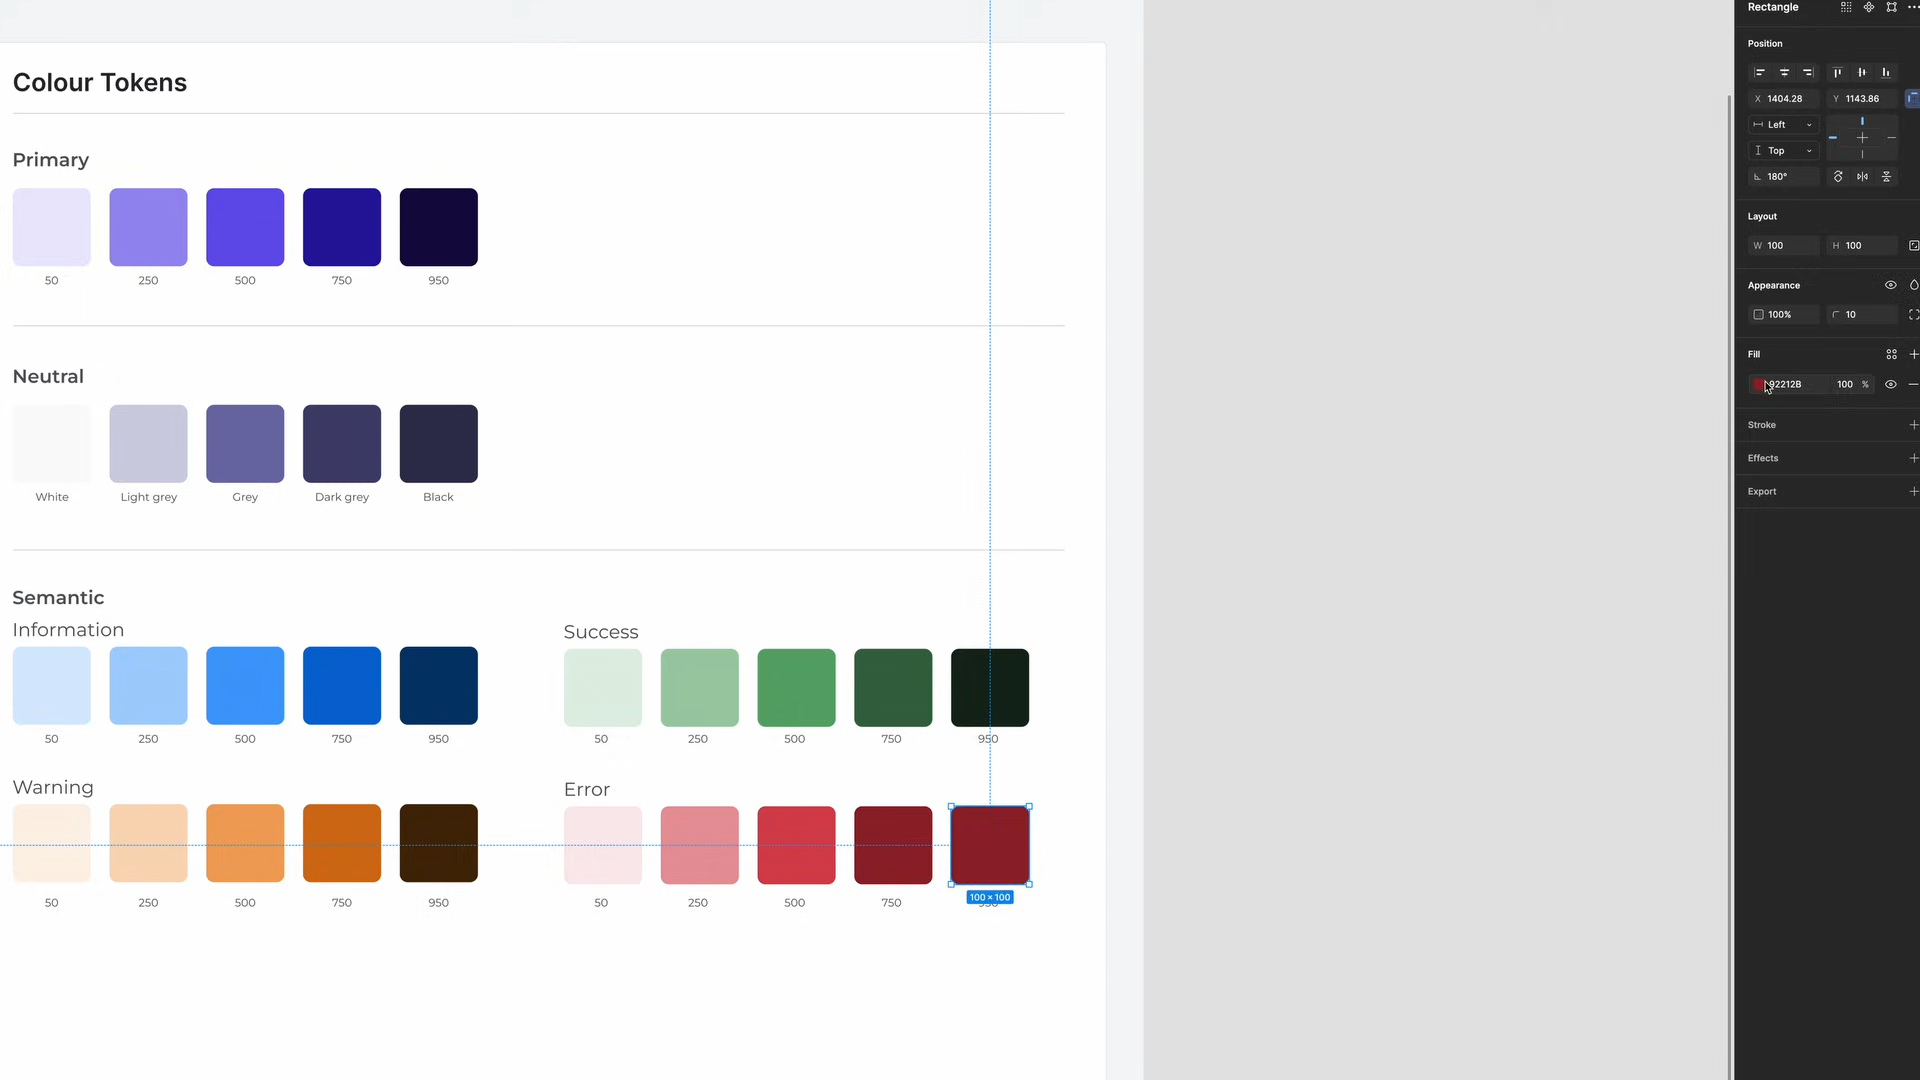 Rectangle
Position
X 1404.28 Y 1143.86
Left
Top
180°
Layout
W 100 H 100
Appearance
100% 10
Fill
92212B 100 %
Stroke
Effects
Export
Colour Tokens
Primary
50 250 500 750 950
Neutral
White Light grey Grey Dark grey Black
Semantic
Information
50 250 500 750 950
Success
50 250 500 750 950
Warning
50 250 500 750 950
Error
100 × 100
50 250 500 750